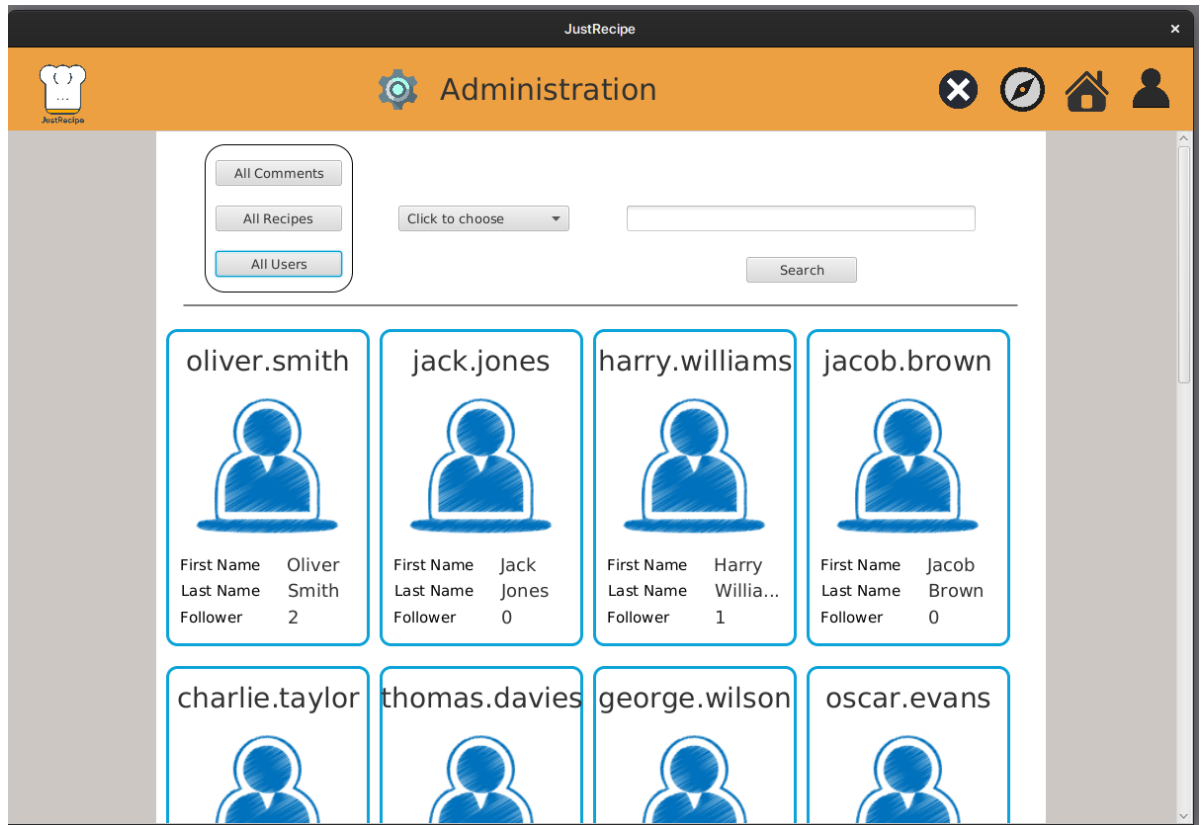 JustRecipe
{ }
...
JustRecipe
Administration
All Comments
All Recipes
Click to choose
All Users
Search
oliver.smith jack.jones harry.williams jacob.brown
First Name Oliver First Name Jack First Name Harry First Name Jacob
Last Name Smith Last Name Jones Last Name Willia... Last Name Brown
Follower 2 Follower 0 Follower 1 Follower 0
charlie.taylor thomas.davies george.wilson oscar.evans